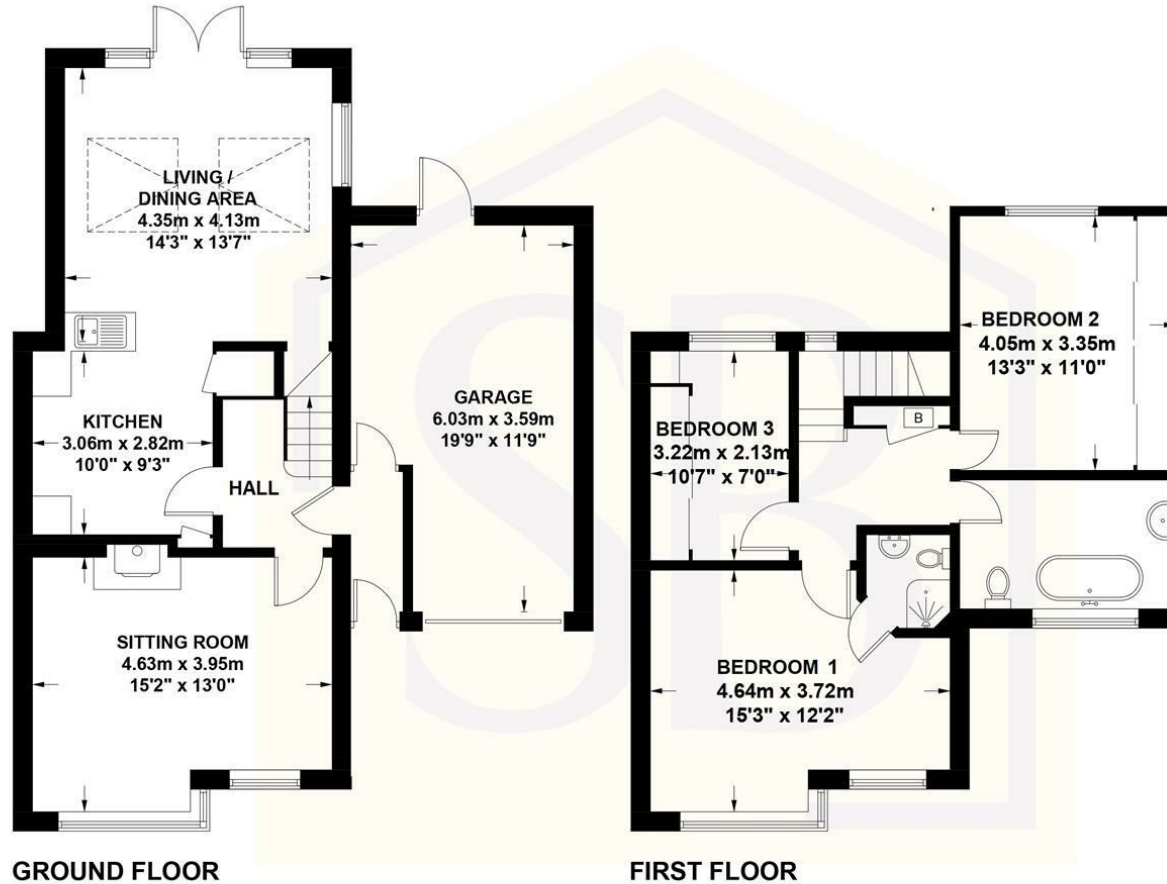 LIVING /
DINING AREA
4.35m x 4.13m
14'3" x 13'7"
KITCHEN
3.06m x 2.82m
10'0" x 9'3"
HALL
GARAGE
6.03m x 3.59m
19'9" x 11'9"
SITTING ROOM
4.63m x 3.95m
15'2" x 13'0"
GROUND FLOOR
BEDROOM 2
4.05m x 3.35m
13'3" x 11'0"
B
BEDROOM 3
3.22m x 2.13m
10'7" x 7'0"
BEDROOM 1
4.64m x 3.72m
15'3" x 12'2"
FIRST FLOOR
SB